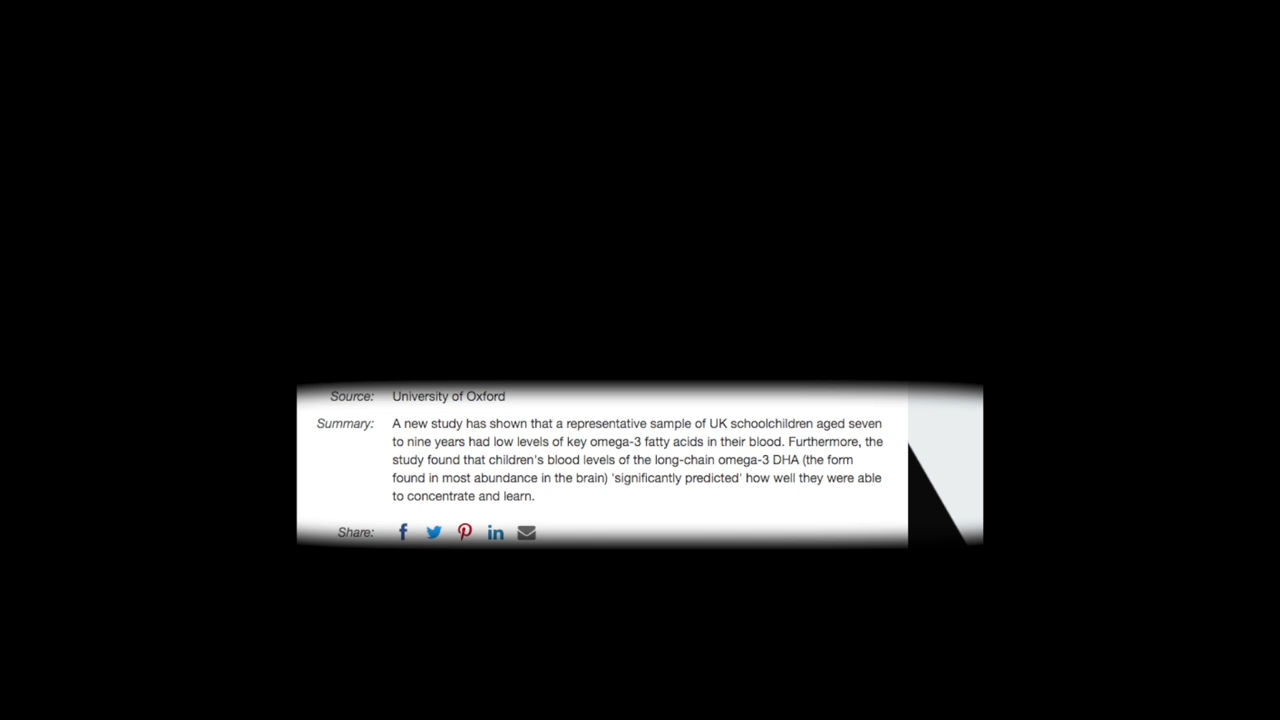 Source: University of Oxford
Summary: A new study has shown that a representative sample of UK schoolchildren aged seven
to nine years had low levels of key omega-3 fatty acids in their blood. Furthermore, the
study found that children's blood levels of the long-chain omega-3 DHA (the form
found in most abundance in the brain) 'significantly predicted' how well they were able
to concentrate and learn.
Share: